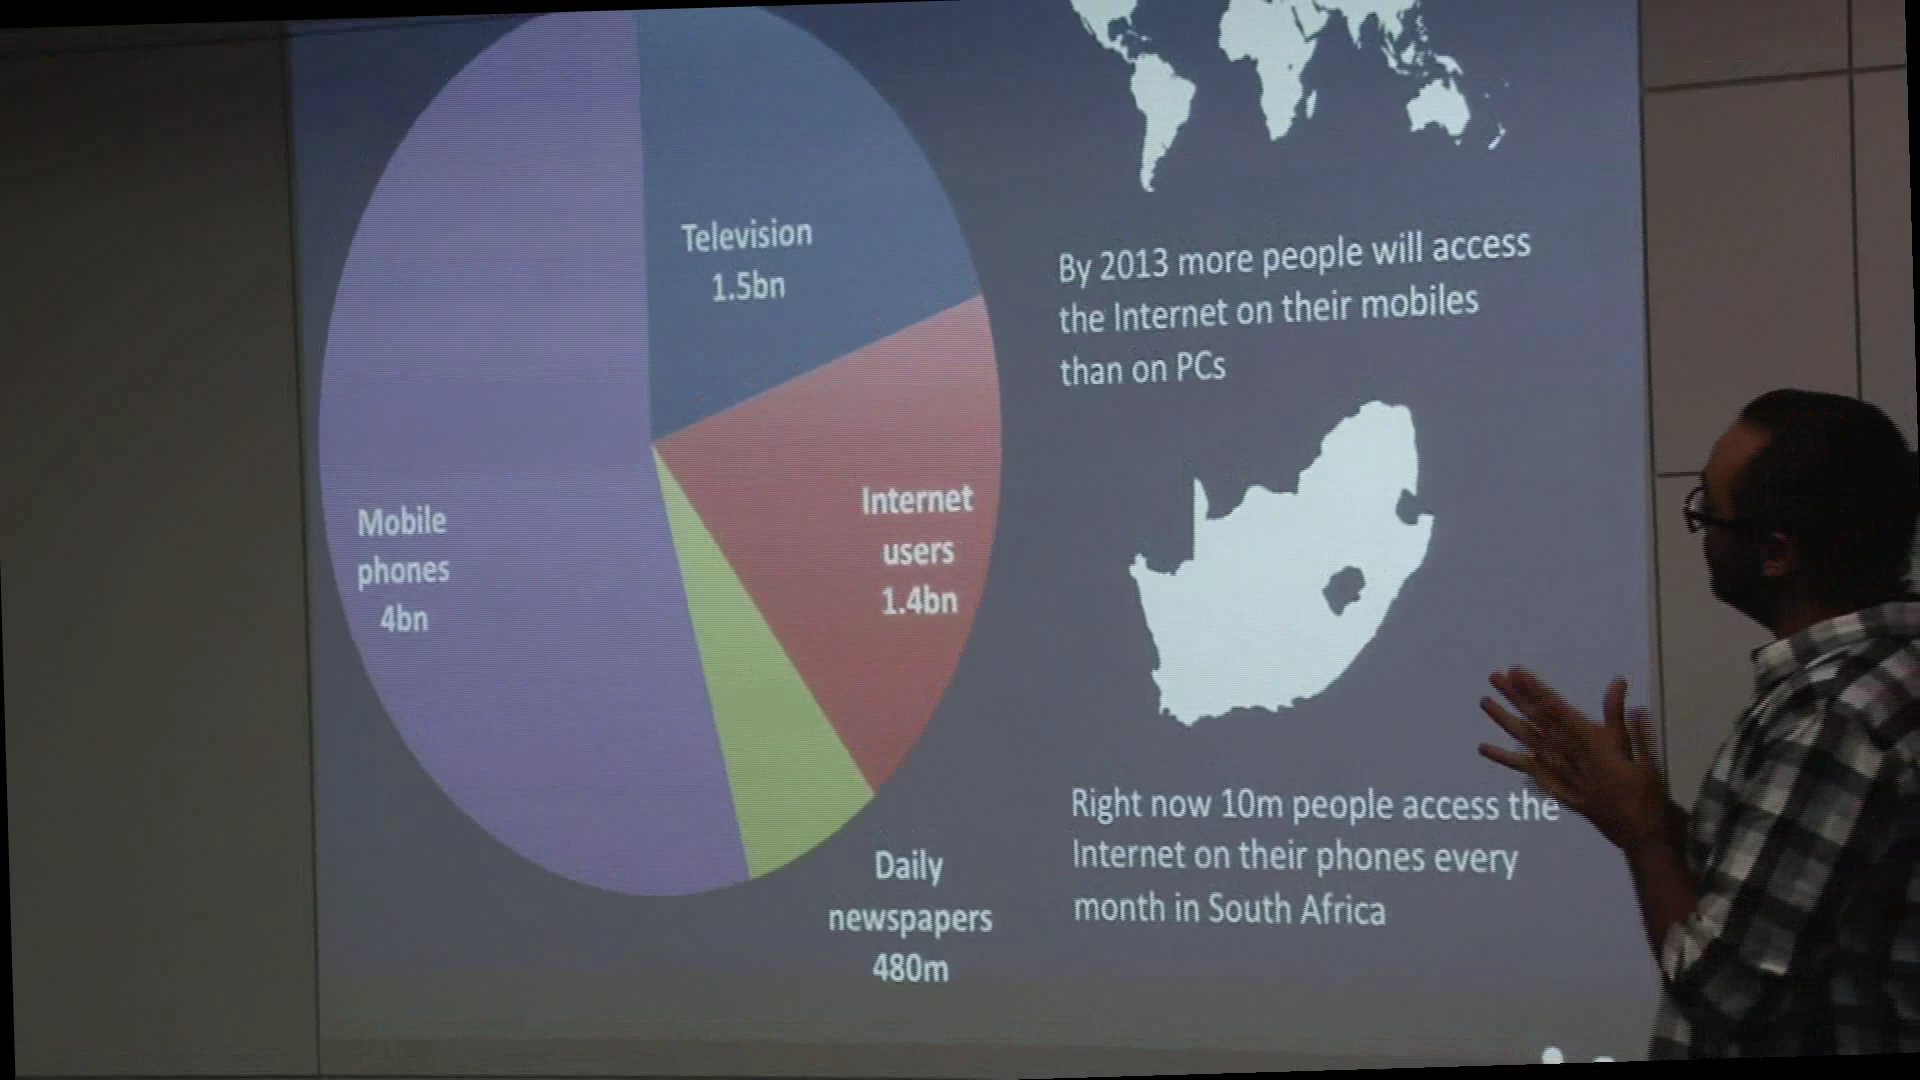 Television
1.5bn
Internet
users
1.4bn
Mobile
phones
4bn
Daily
newspapers
480m
By 2013 more people will access
the Internet on their mobiles
than on PCs
Right now 10m people access the
Internet on their phones every
month in South Africa